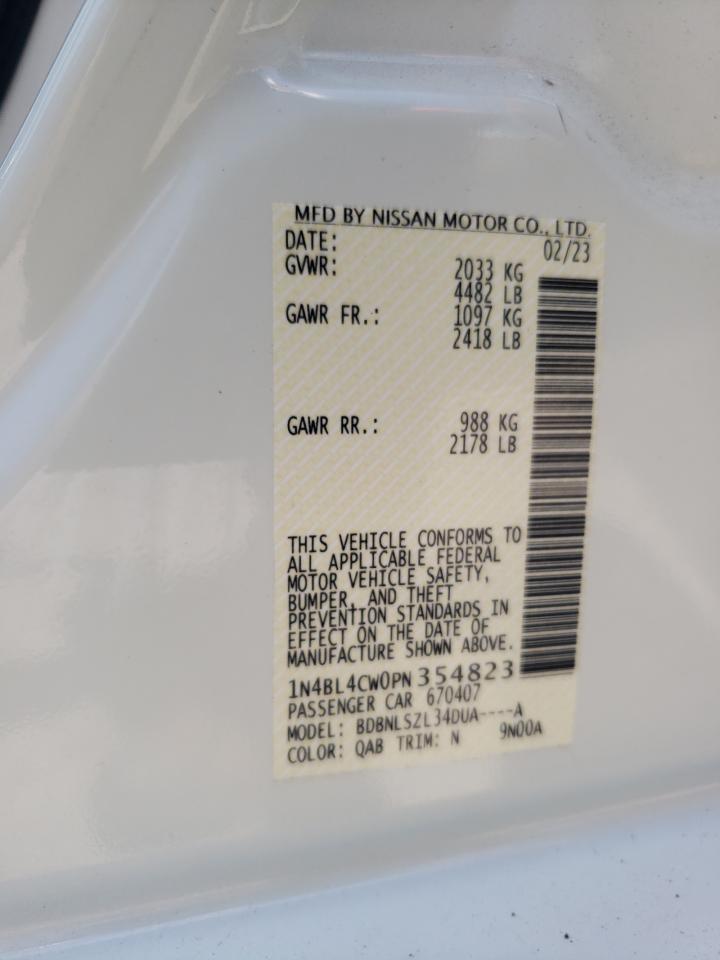 MFD BY NISSAN MOTOR CO., LTD.
DATE: 02/23
GVWR: 2033 KG
4482 LB
GAWR FR.: 1097 KG
2418 LB
GAWR RR.: 988 KG
2178 LB
THIS VEHICLE CONFORMS TO
ALL APPLICABLE FEDERAL
MOTOR VEHICLE SAFETY,
BUMPER, AND THEFT
PREVENTION STANDARDS IN
EFFECT ON THE DATE OF
MANUFACTURE SHOWN ABOVE.
1N4BL4CW0PN354823
PASSENGER CAR 670407
MODEL: BDBNLSZL34DUA----A
COLOR: QAB TRIM: N 9N00A